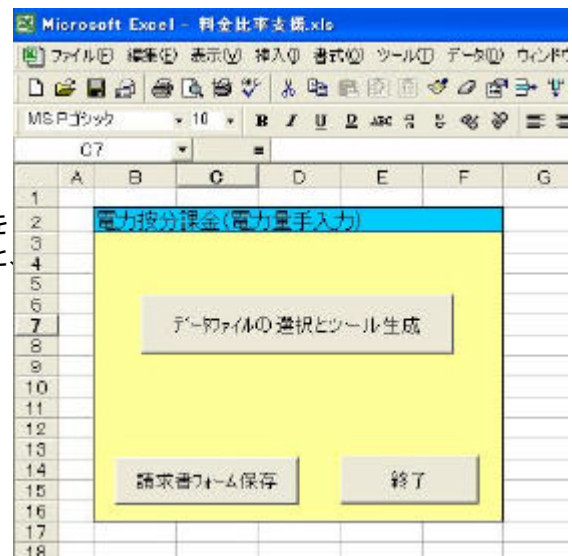 Microsoft Excel - 料金比率支援.xls
ファイル(F) 編集(E) 表示(V) 挿入(I) 書式(O) ツール(T) データ(D) ウィンドウ
MS Pゴシック 10 B I U D ABC
C7 =
A B C D E F G
1
2 電力按分課金(電力量手入力)
3
4
5
6
7 データファイルの選択とツール生成
8
9
10
11
12
13
14 請求書フォーム保存 終了
15
16
17
18